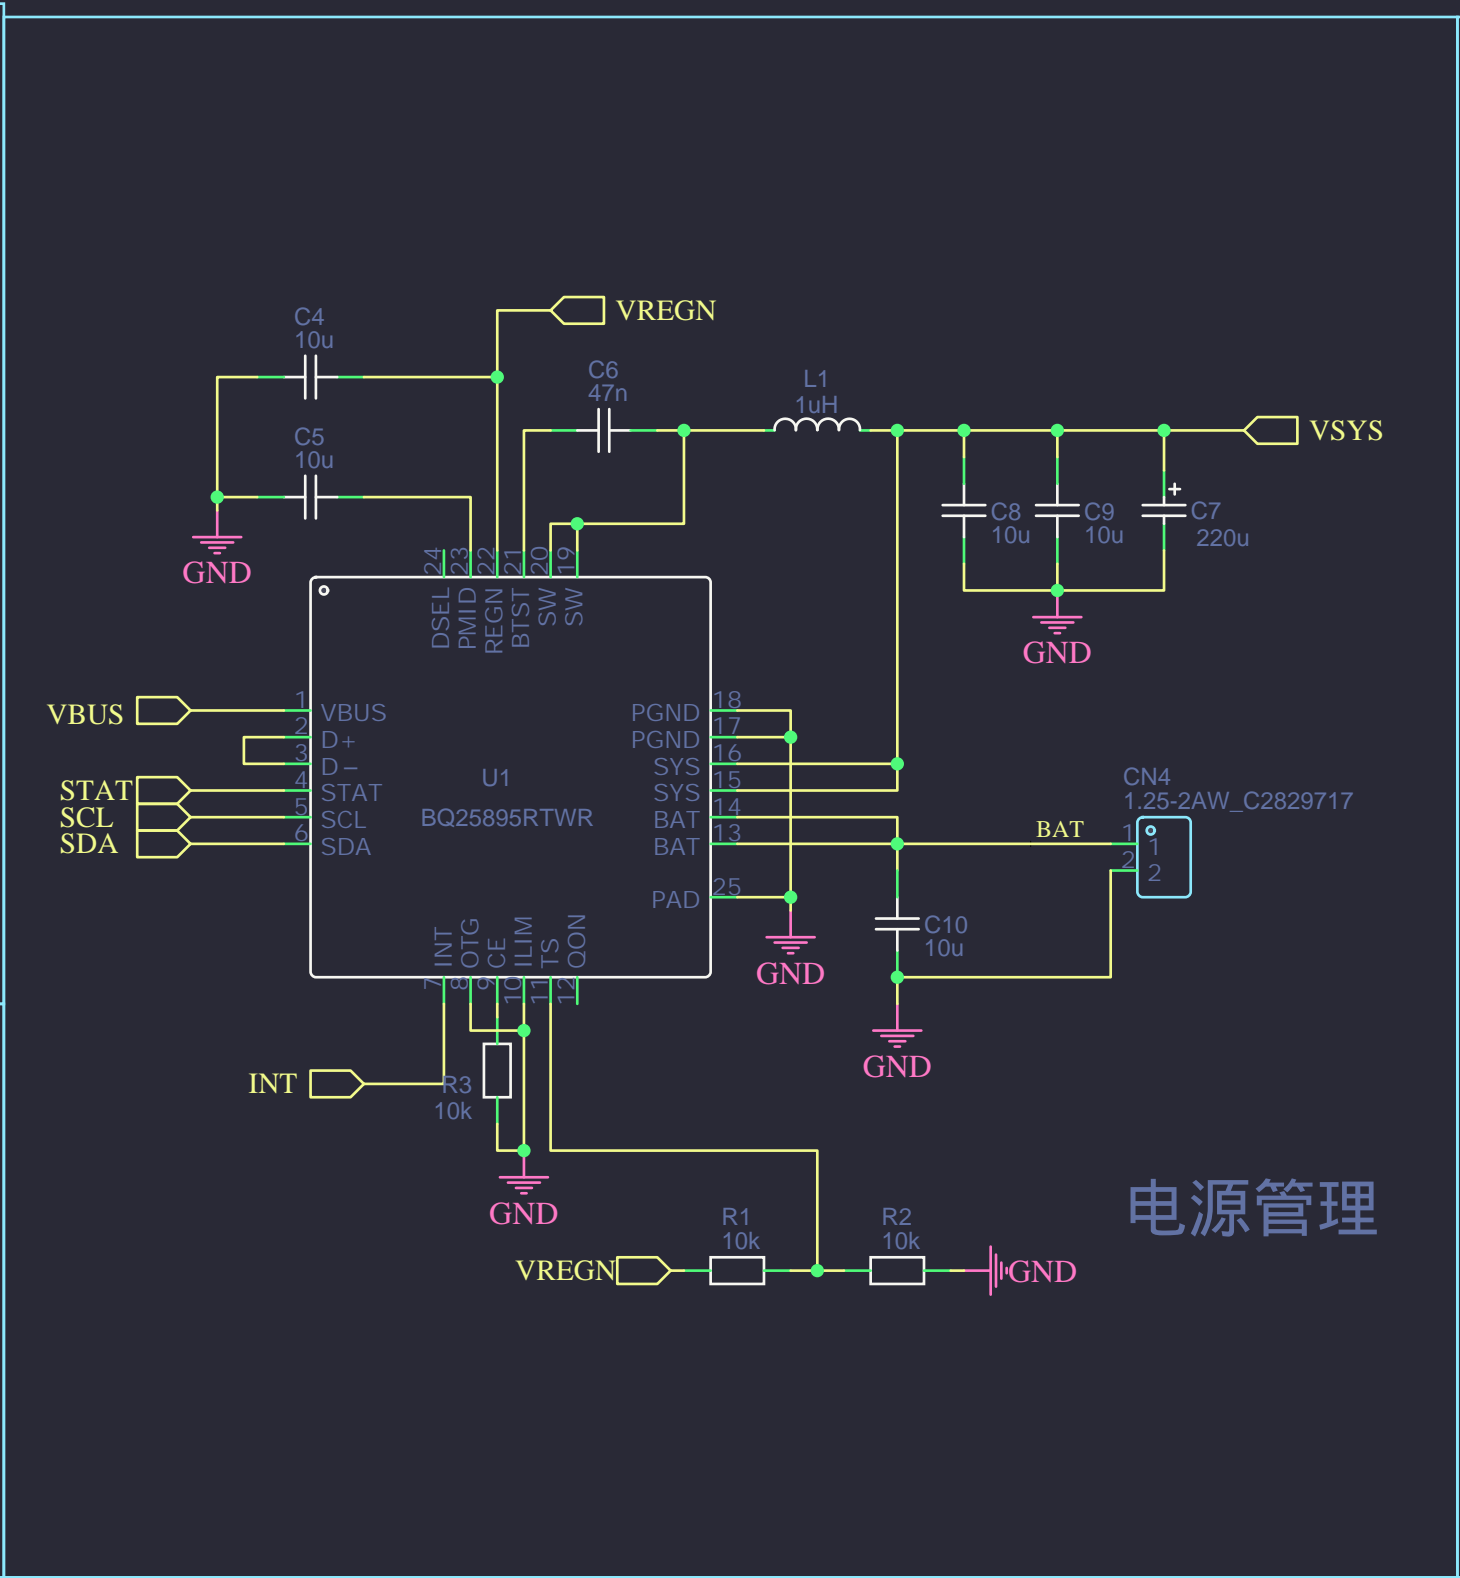 VREGN
C4
10u
C6
47n
L1
1uH
VSYS
C5
10u
+
C8
10u
C9
10u
C7
220u
GND
GND
24
23
22
21
20
19
DSEL
PMID
REGN
BTST
SW
SW
VBUS
STAT
SCL
SDA
1
2
3
4
5
6
VBUS
D+
D-
STAT
SCL
SDA
U1
BQ25895RTWR
PGND
PGND
SYS
SYS
BAT
BAT
PAD
18
17
16
15
14
13
25
CN4
1.25-2AW_C2829717
BAT
1
2
1
2
C10
10u
GND
GND
INT
OTG
CE
ILIM
TS
QON
7
8
9
10
11
12
INT
R3
10k
GND
VREGN
R1
10k
R2
10k
GND
电源管理